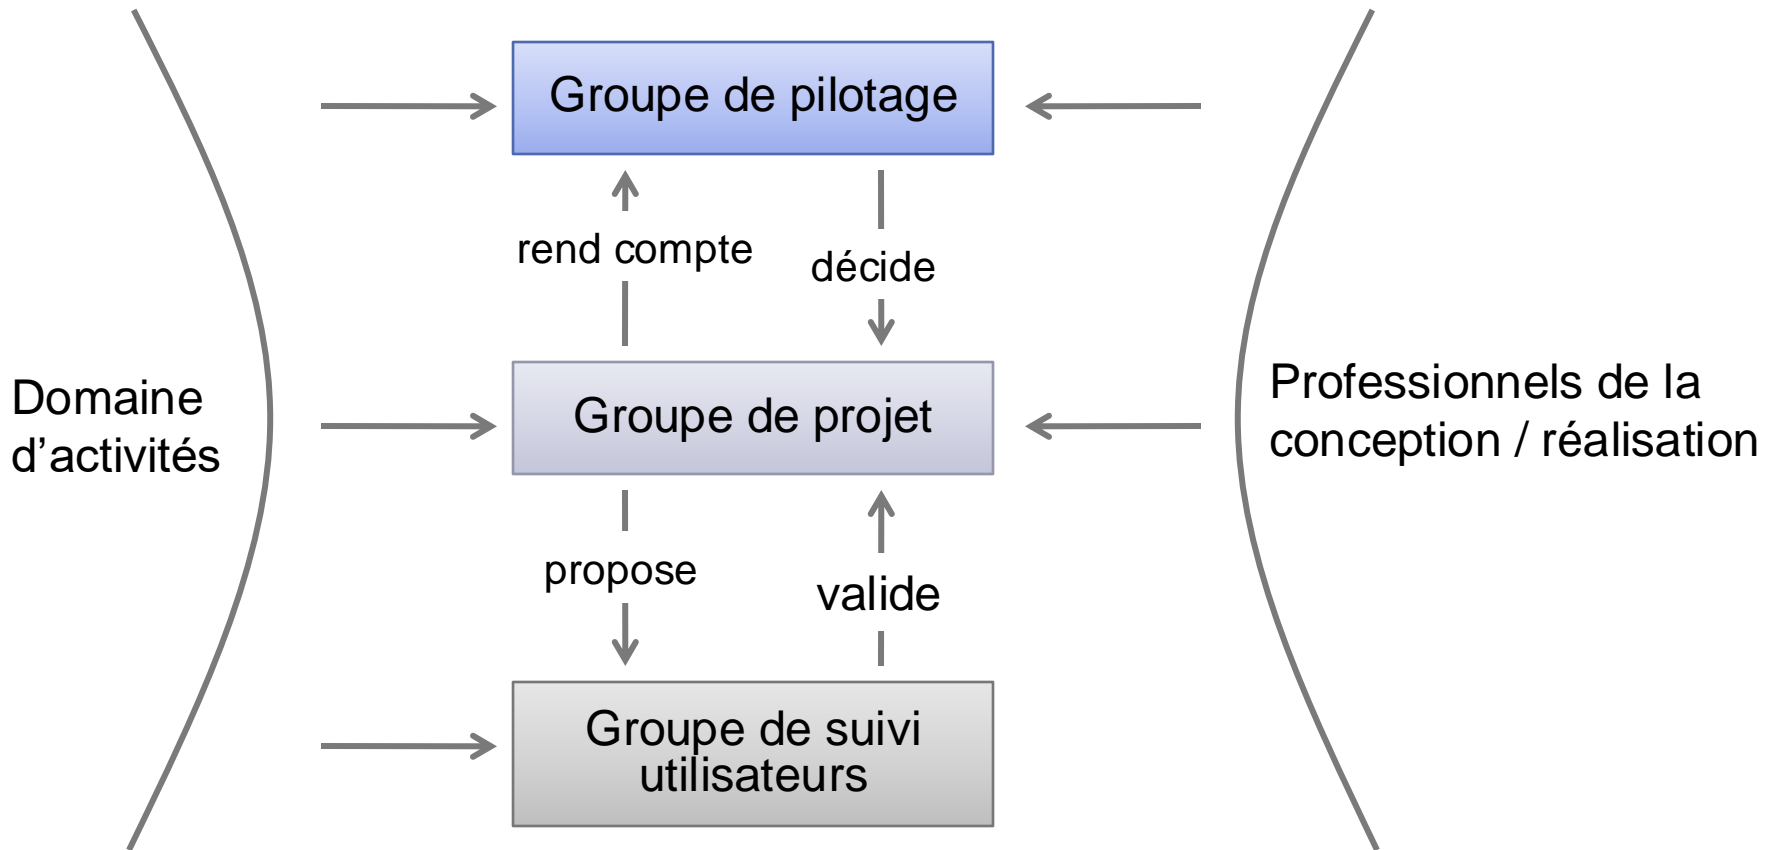 Groupe de pilotage
rend compte
décide
Domaine
d’activités
Groupe de projet
Professionnels de la
conception / réalisation
propose
valide
Groupe de suivi
utilisateurs